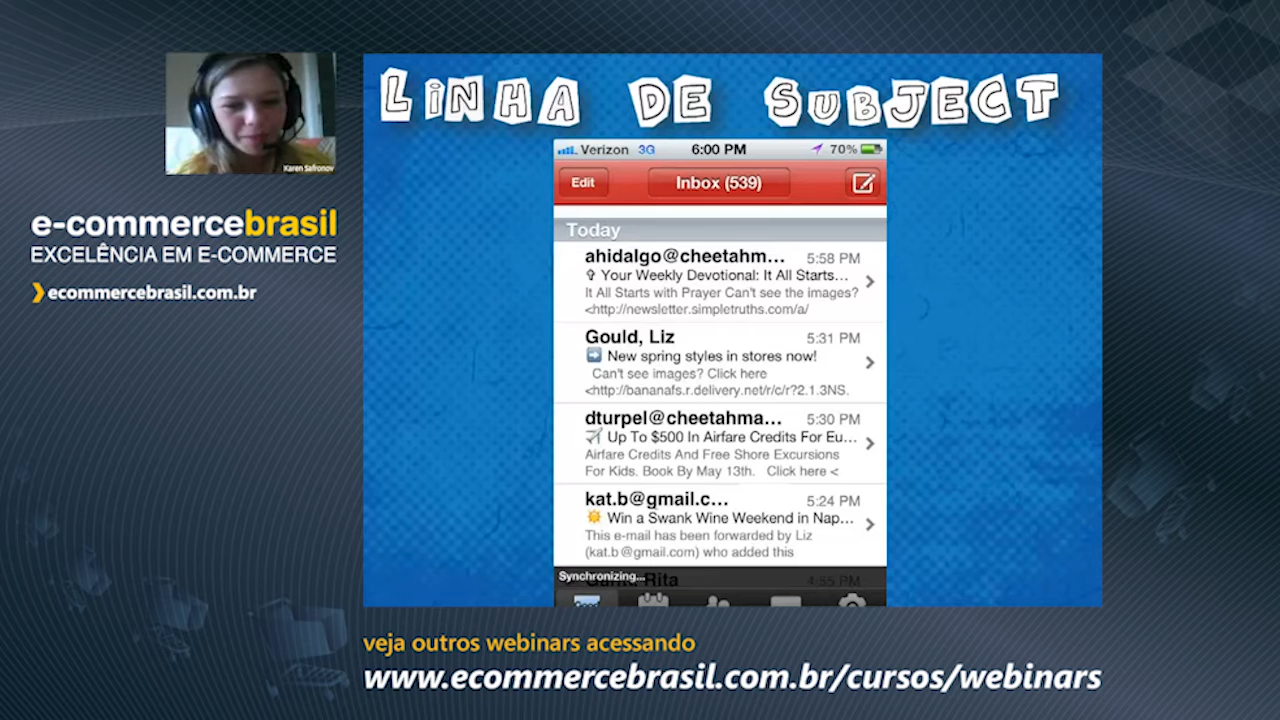 Karen Safronov
e-commercebrasil
EXCELÊNCIA EM E-COMMERCE
ecommercebrasil.com.br
LINHA DE SUBJECT
Verizon 3G 6:00 PM 70%
Edit Inbox (539)
Today
ahidalgo@cheetahm... 5:58 PM
✞ Your Weekly Devotional: It All Starts...
It All Starts with Prayer Can't see the images?
<http://newsletter.simpletruths.com/a/
Gould, Liz 5:31 PM
➡ New spring styles in stores now!
Can't see images? Click here
<http://bananafs.r.delivery.net/r/c/r?2.1.3NS.
dturpel@cheetahma... 5:30 PM
✈ Up To $500 In Airfare Credits For Eu...
Airfare Credits And Free Shore Excursions
For Kids. Book By May 13th. Click here <
kat.b@gmail.c... 5:24 PM
☀ Win a Swank Wine Weekend in Nap...
This e-mail has been forwarded by Liz
(kat.b@gmail.com) who added this
Synchronizing...
Rita 4:55 PM
veja outros webinars acessando
www.ecommercebrasil.com.br/cursos/webinars